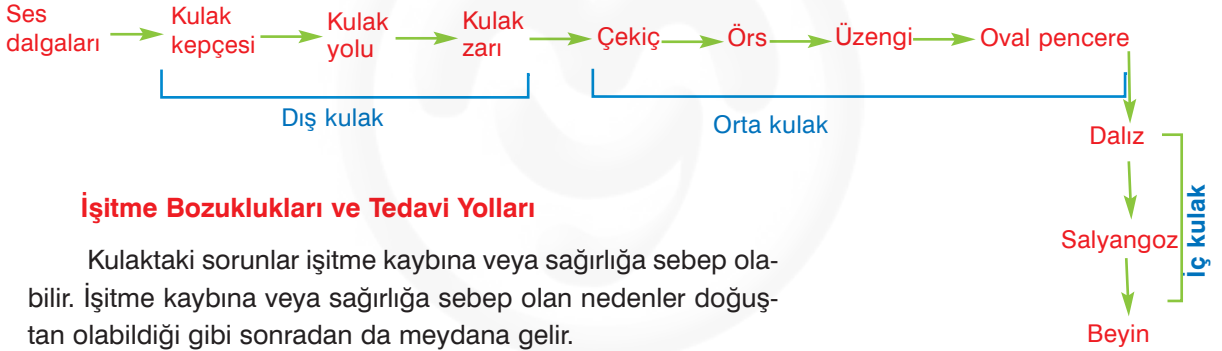 Ses
dalgaları
Kulak
kepçesi
Kulak
yolu
Kulak
zarı
Çekiç
Örs
Üzengi
Oval pencere
Dış kulak
Orta kulak
Dalız
Salyangoz
İç kulak
Beyin
İşitme Bozuklukları ve Tedavi Yolları
Kulaktaki sorunlar işitme kaybına veya sağırlığa sebep ola-
bilir. İşitme kaybına veya sağırlığa sebep olan nedenler doğuş-
tan olabildiği gibi sonradan da meydana gelir.